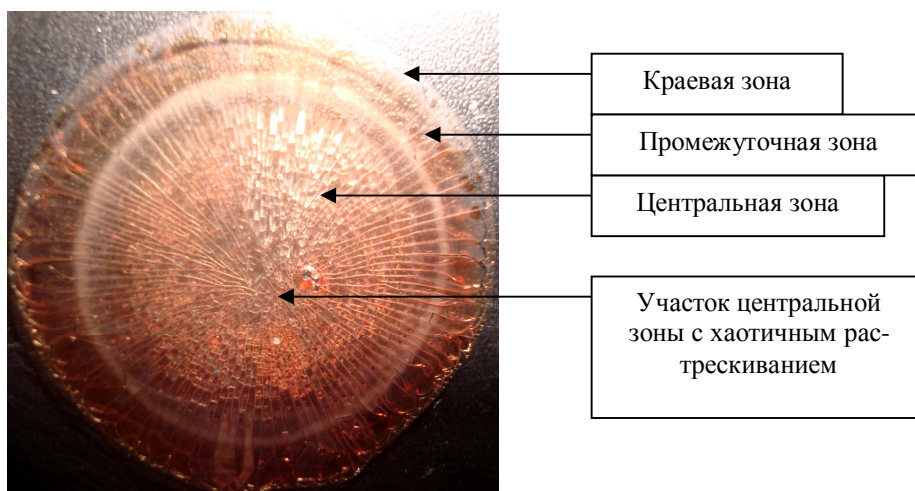 Краевая зона
Промежуточная зона
Центральная зона
Участок центральной
зоны с хаотичным рас-
трескиванием